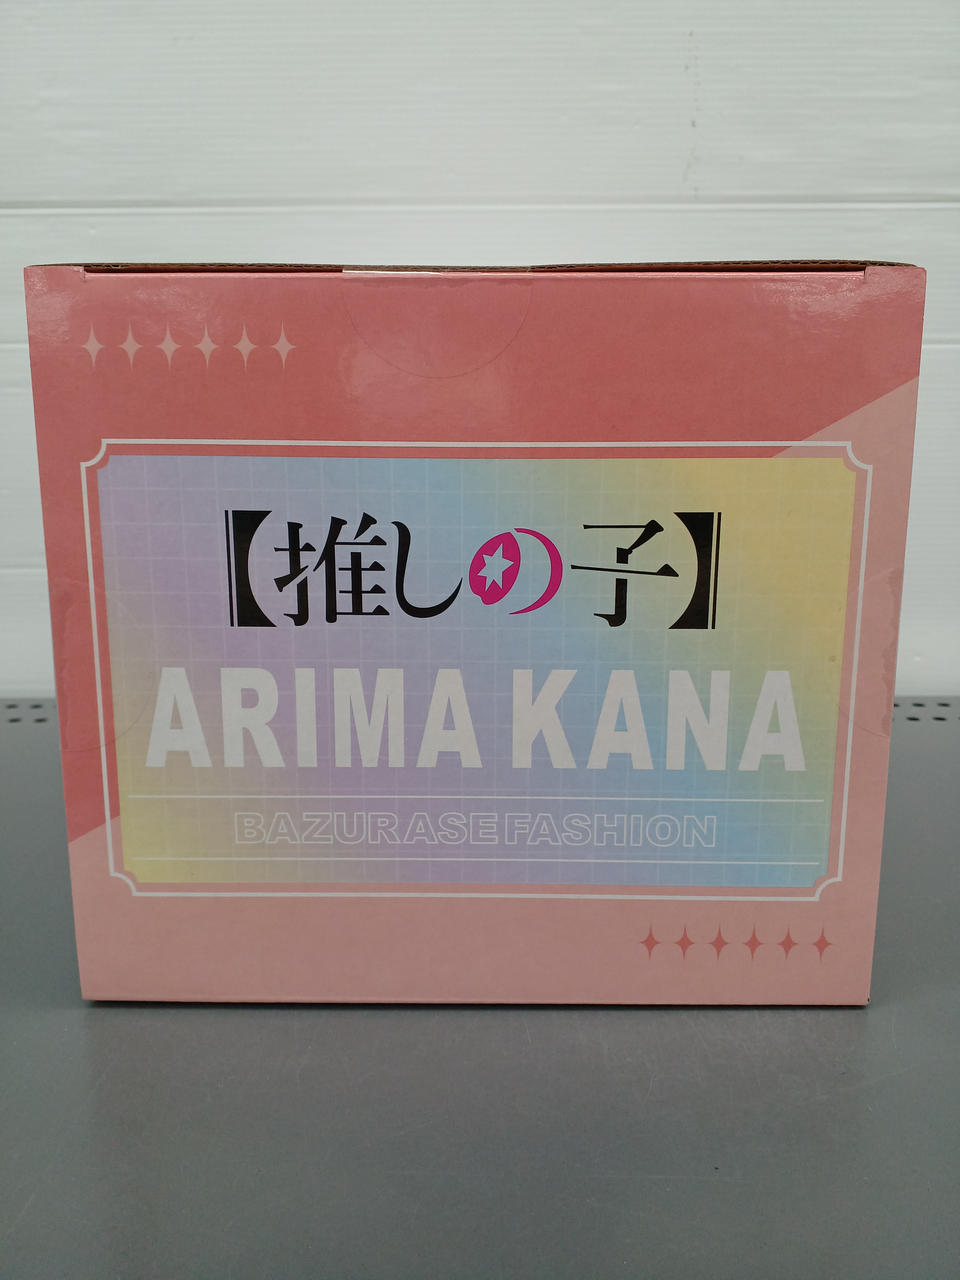 【推しの子】
ARIMA KANA
BAZURASE FASHION